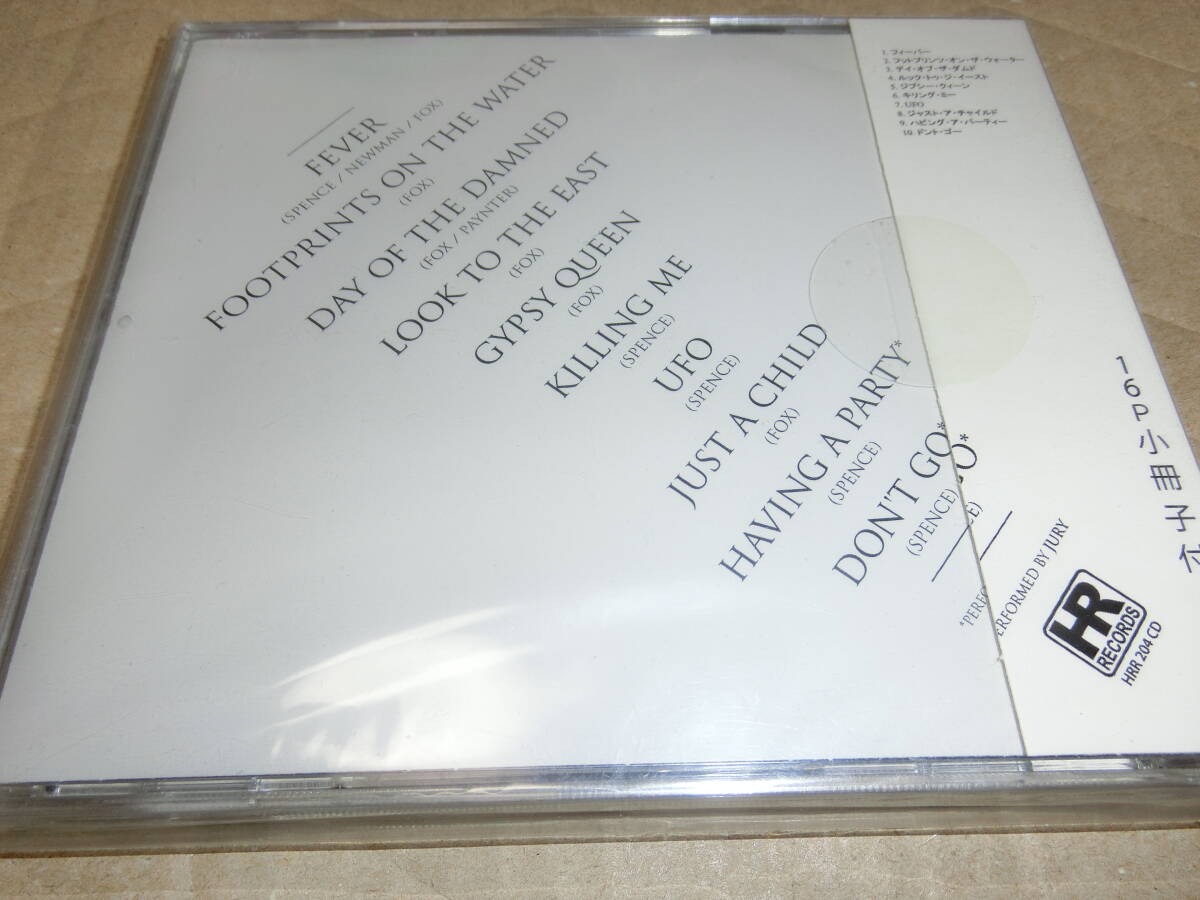 FEVER
(SPENCE / NEWMAN / FOX)
FOOTPRINTS ON THE WATER
(FOX)
DAY OF THE DAMNED
(FOX / PAYNTER)
LOOK TO THE EAST
(FOX)
GYPSY QUEEN
(FOX)
KILLING ME
(SPENCE)
UFO
(SPENCE)
JUST A CHILD
(FOX)
HAVING A PARTY*
(SPENCE)
DON'T GO*
(SPENCE)
PERFORMED BY JURY
HR
RECORDS
HRR 204 CD
1. フィーバー
2. フットプリンツ・オン・ザ・ウォーター
3. デイ・オブ・ザ・ダムド
4. ルック・トゥ・ジ・イースト
5. ジプシー・クィーン
6. キリング・ミー
7. UFO
8. ジャスト・ア・チャイルド
9. ハビング・ア・パーティー
10. ドント・ゴー
16P小冊子